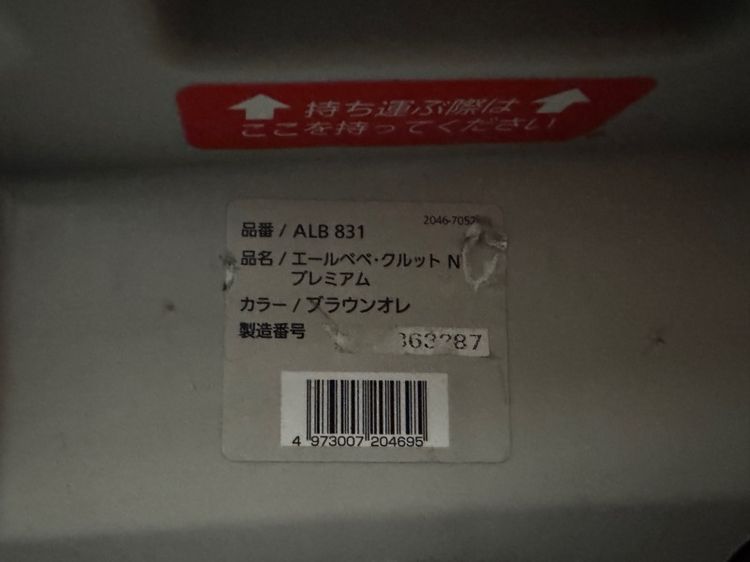 持ち運ぶ際は
ここを持ってください
2046-7052
品番 / ALB 831
品名 / エールベベ・クルット N
プレミアム
カラー / ブラウンオレ
製造番号
4 973007 204695